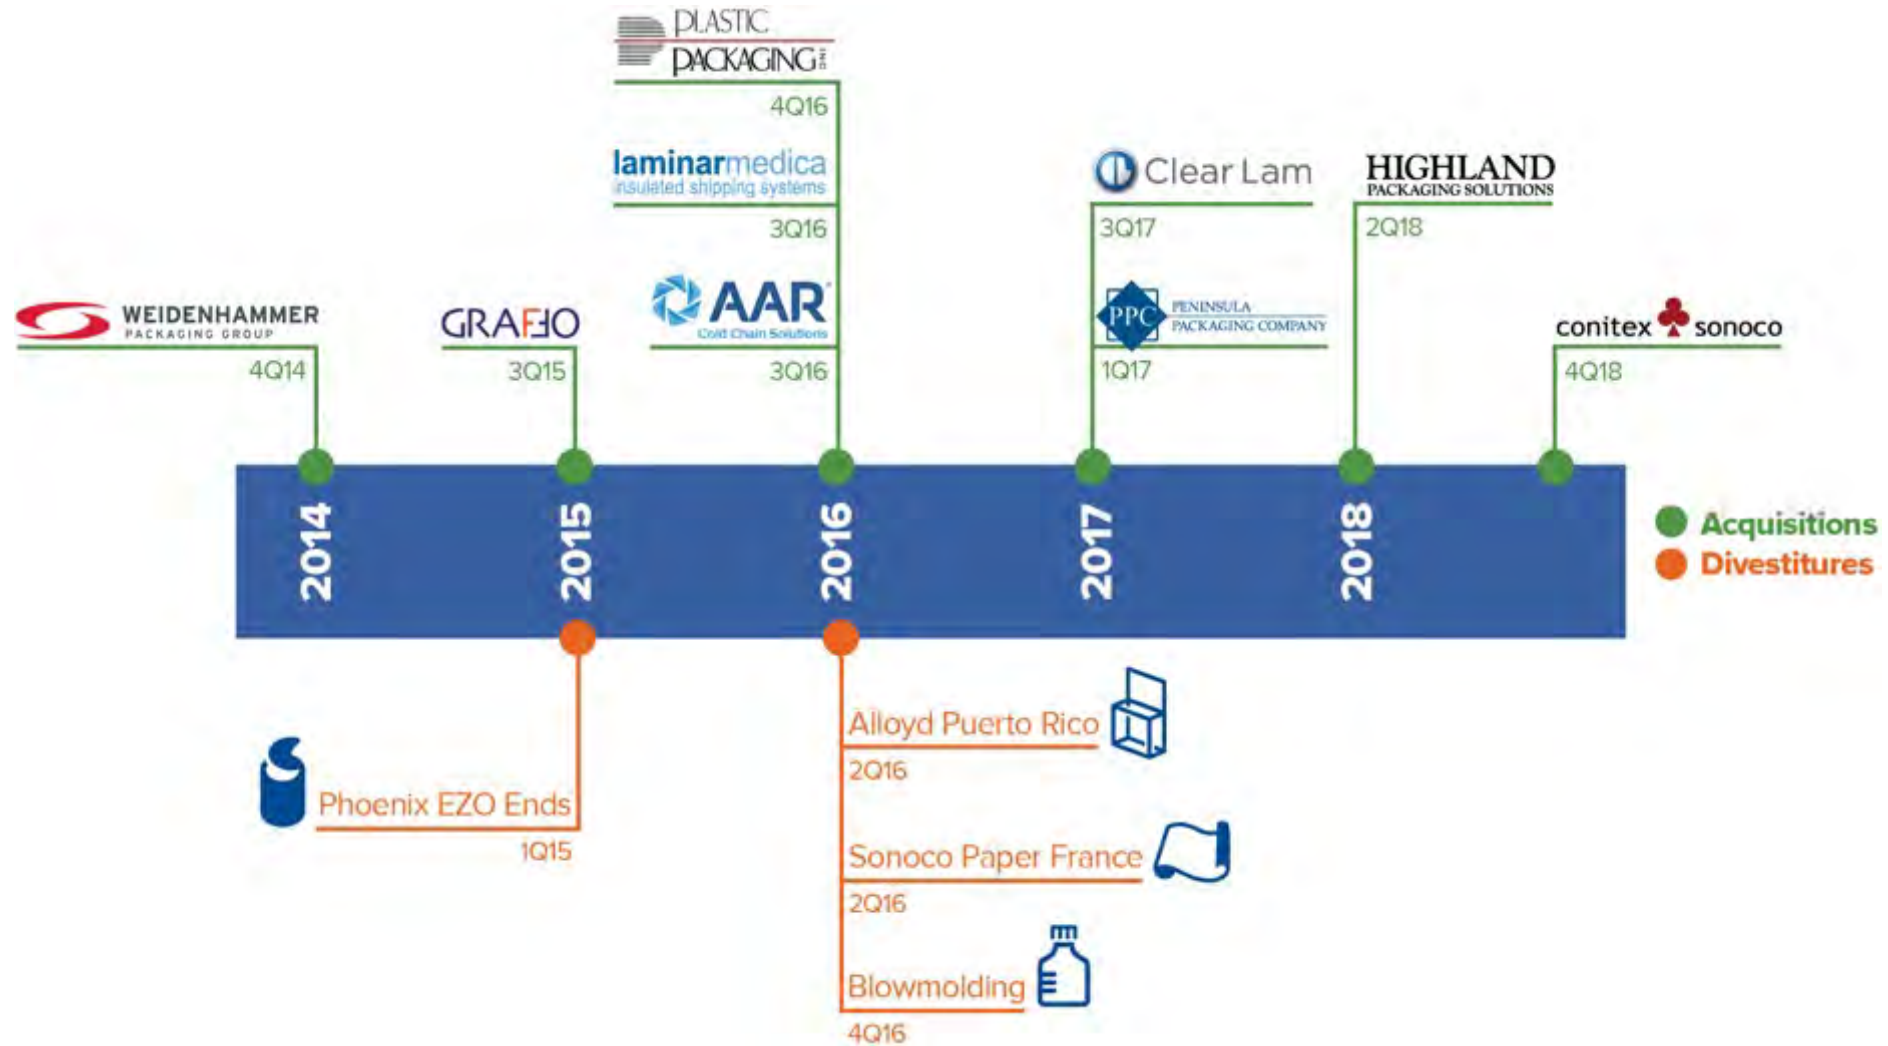 PLASTIC
PACKAGING INC
4Q16
laminarmedica
insulated shipping systems
3Q16
AAR
Cold Chain Solutions
3Q16
WEIDENHAMMER
PACKAGING GROUP
4Q14
GRAFFO
3Q15
Clear Lam
3Q17
PPC PENINSULA
PACKAGING COMPANY
1Q17
HIGHLAND
PACKAGING SOLUTIONS
2Q18
conitex sonoco
4Q18
2014
2015
2016
2017
2018
Acquisitions
Divestitures
Phoenix EZO Ends
1Q15
Alloyd Puerto Rico
2Q16
Sonoco Paper France
2Q16
Blowmolding
4Q16